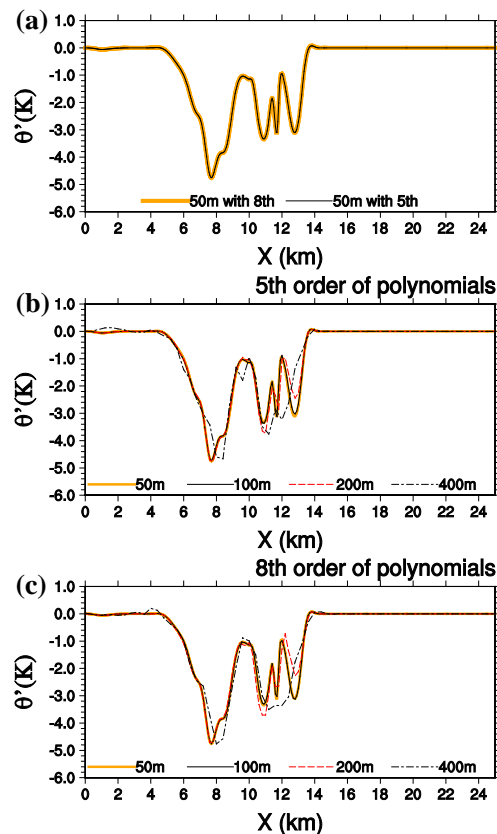 (a)
1.0
0.0
-1.0
-2.0
-3.0
-4.0
-5.0
-6.0
θ'(K)
50m with 8th
50m with 5th
0 2 4 6 8 10 12 14 16 18 20 22 24
X (km)
5th order of polynomials
(b)
1.0
0.0
-1.0
-2.0
-3.0
-4.0
-5.0
-6.0
θ'(K)
50m 100m 200m 400m
0 2 4 6 8 10 12 14 16 18 20 22 24
X (km)
8th order of polynomials
(c)
1.0
0.0
-1.0
-2.0
-3.0
-4.0
-5.0
-6.0
θ'(K)
50m 100m 200m 400m
0 2 4 6 8 10 12 14 16 18 20 22 24
X (km)